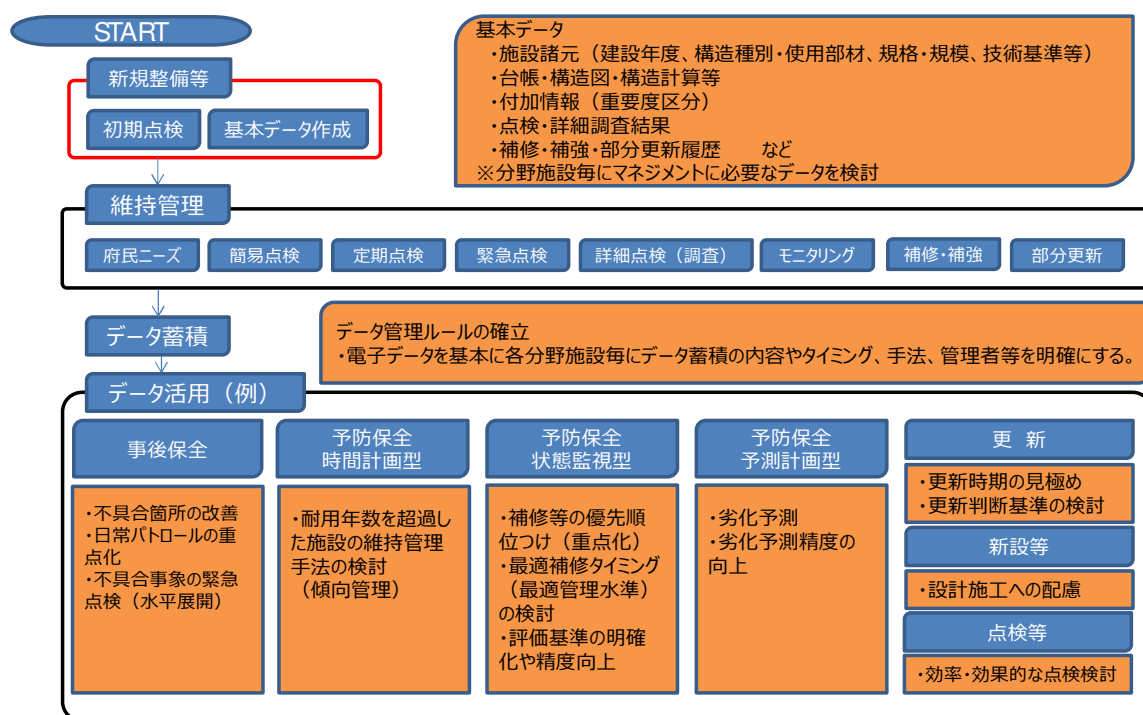 START
新規整備等
初期点検
基本データ作成
基本データ
・施設諸元（建設年度、構造種別・使用部材、規格・規模、技術基準等）
・台帳・構造図・構造計算等
・付加情報（重要度区分）
・点検・詳細調査結果
・補修・補強・部分更新履歴　　など
※分野施設毎にマネジメントに必要なデータを検討
維持管理
府民ニーズ
簡易点検
定期点検
緊急点検
詳細点検（調査）
モニタリング
補修・補強
部分更新
データ蓄積
データ管理ルールの確立
・電子データを基本に各分野施設毎にデータ蓄積の内容やタイミング、手法、管理者等を明確にする。
データ活用（例）
事後保全
・不具合箇所の改善
・日常パトロールの重
点化
・不具合事象の緊急
点検（水平展開）
予防保全
時間計画型
・耐用年数を超過し
た施設の維持管理
手法の検討
（傾向管理）
予防保全
状態監視型
・補修等の優先順
位つけ（重点化）
・最適補修タイミング
（最適管理水準）
の検討
・評価基準の明確
化や精度向上
予防保全
予測計画型
・劣化予測
・劣化予測精度の
向上
更 新
・更新時期の見極め
・更新判断基準の検討
新設等
・設計施工への配慮
点検等
・効率・効果的な点検検討